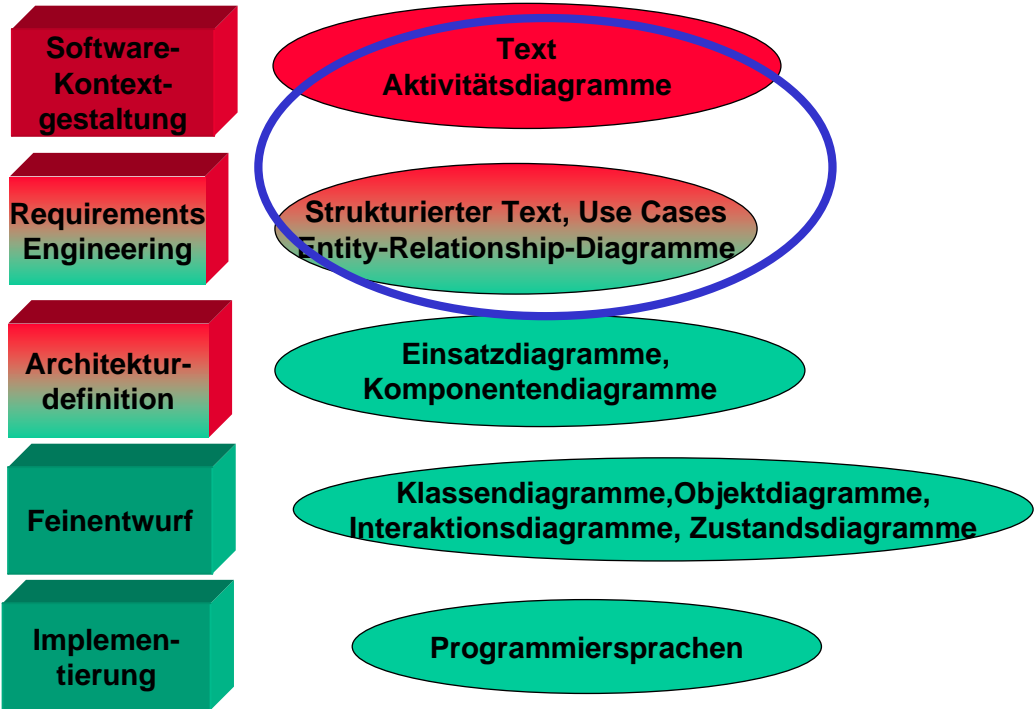 Software-
Kontext-
gestaltung
Text
Aktivitätsdiagramme
Requirements
Engineering
Strukturierter Text, Use Cases
Entity-Relationship-Diagramme
Architektur-
definition
Einsatzdiagramme,
Komponentendiagramme
Feinentwurf
Klassendiagramme,Objektdiagramme,
Interaktionsdiagramme, Zustandsdiagramme
Implemen-
tierung
Programmiersprachen